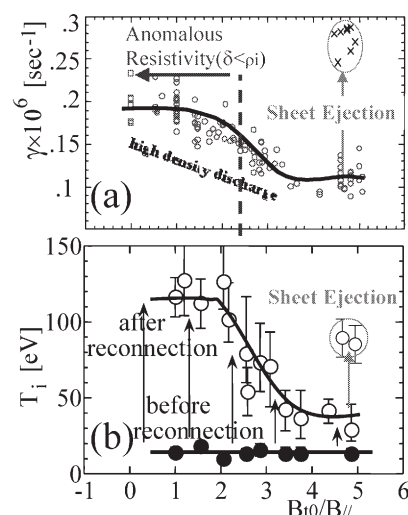 γ×10⁶ [sec⁻¹]
.3
.25
.2
.15
.1
Anomalous
Resistivity(δ<ρi)
Sheet Ejection
high density discharge
(a)
Tᵢ [eV]
150
100
50
0
Sheet Ejection
after
reconnection
before
reconnection
(b)
-1 0 1 2 3 4 5 6
Bt0/B//